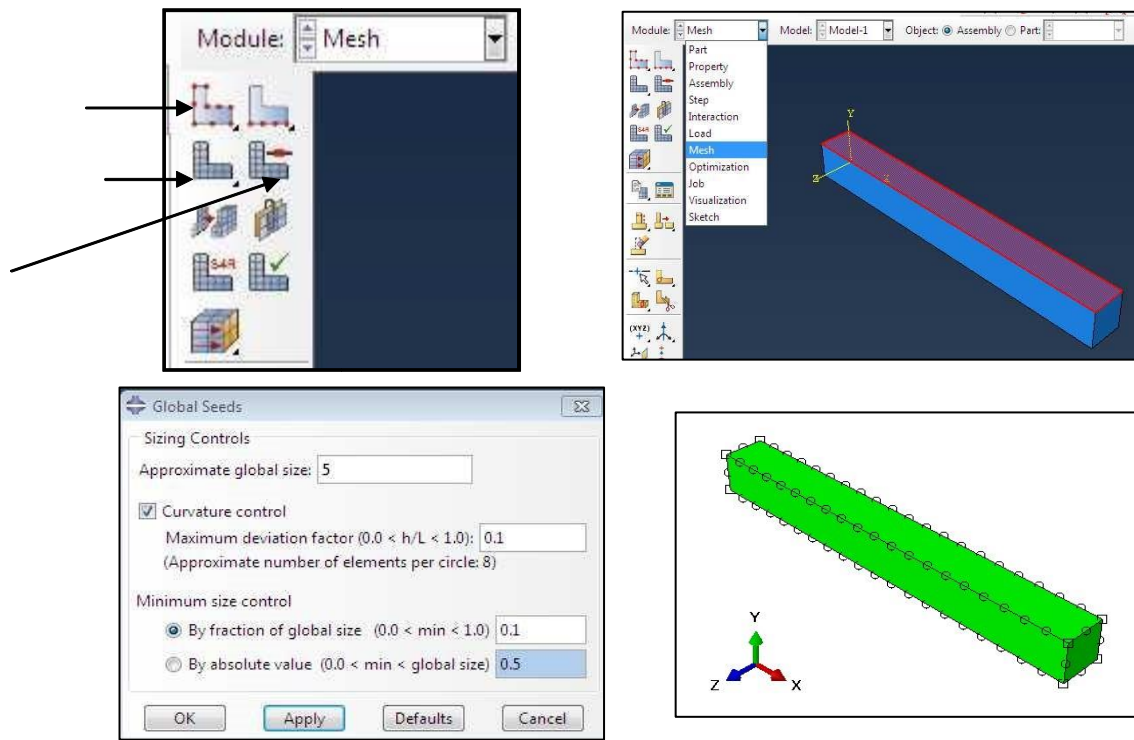 Module: Mesh
S4R
Module: Mesh Model: Model-1 Object: Assembly Part:
Part
Property
Assembly
Step
Interaction
Load
Mesh
Optimization
Job
Visualization
Sketch
S4R
(XYZ)
Y
Z
X
Global Seeds
Sizing Controls
Approximate global size: 5
Curvature control
Maximum deviation factor (0.0 < h/L < 1.0): 0.1
(Approximate number of elements per circle: 8)
Minimum size control
By fraction of global size (0.0 < min < 1.0) 0.1
By absolute value (0.0 < min < global size) 0.5
OK Apply Defaults Cancel
Y
Z X